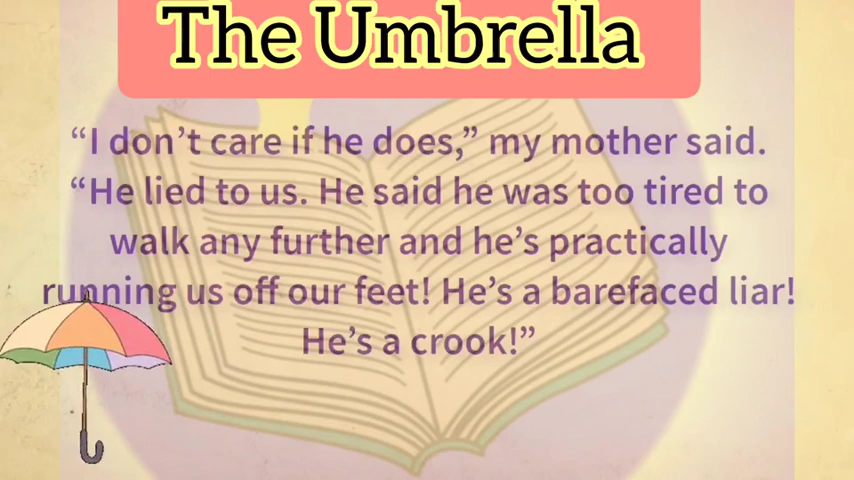 The Umbrella
“I don’t care if he does,” my mother said.
“He lied to us. He said he was too tired to
walk any further and he’s practically
running us off our feet! He’s a barefaced liar!
He’s a crook!”